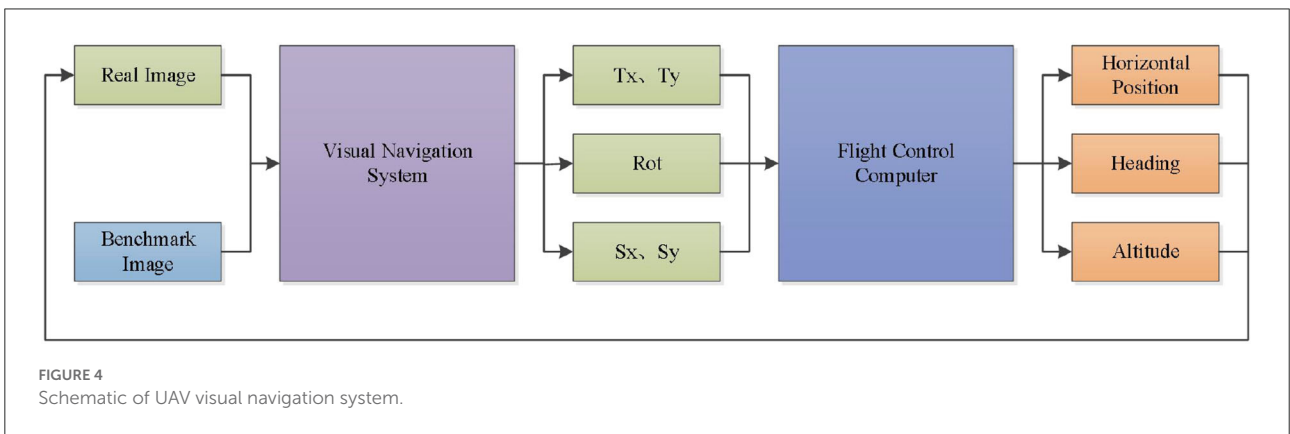 Real Image
Benchmark
Image
Visual Navigation
System
Tx、Ty
Rot
Sx、Sy
Flight Control
Computer
Horizontal
Position
Heading
Altitude
FIGURE 4
Schematic of UAV visual navigation system.